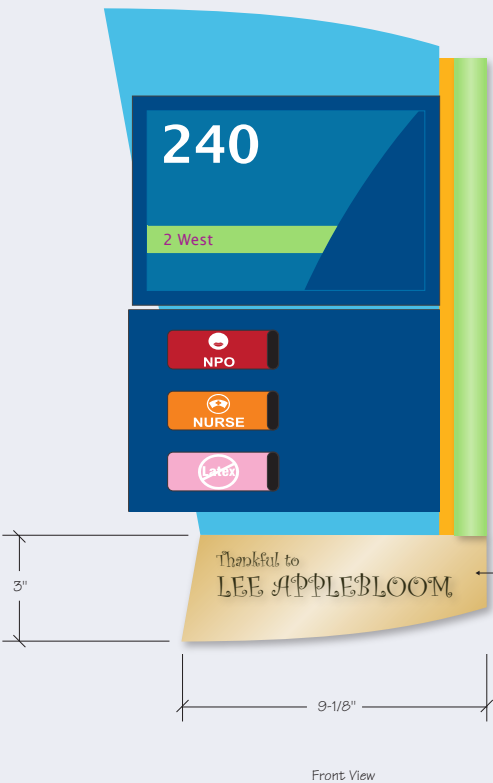 240
2 West
NPO
NURSE
Latex
Thankful to
LEE APPLEBLOOM
3"
9-1/8"
Front View